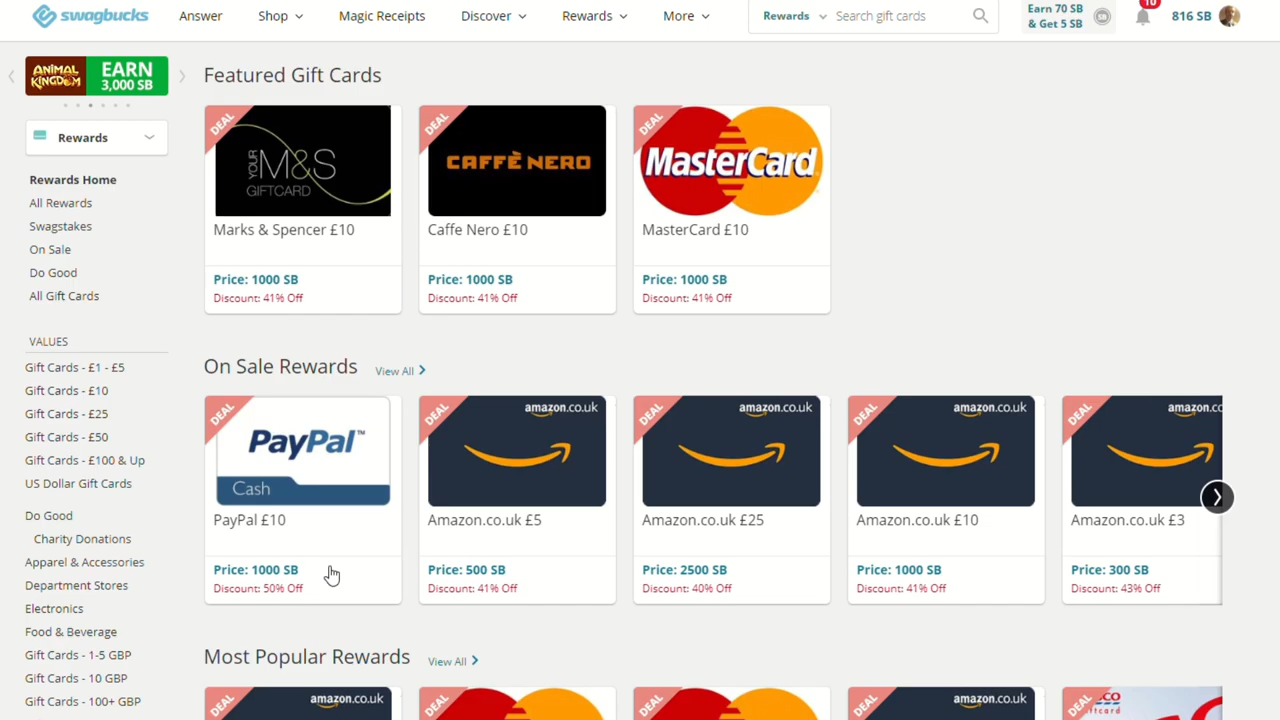 swagbucks
Answer
Shop
Magic Receipts
Discover
Rewards
More
Rewards
Search gift cards
Earn 70 SB
& Get 5 SB
SB
10
816 SB
ANIMAL
KINGDOM
EARN
3,000 SB
Rewards
Rewards Home
All Rewards
Swagstakes
On Sale
Do Good
All Gift Cards
VALUES
Gift Cards - £1 - £5
Gift Cards - £10
Gift Cards - £25
Gift Cards - £50
Gift Cards - £100 & Up
US Dollar Gift Cards
Do Good
Charity Donations
Apparel & Accessories
Department Stores
Electronics
Food & Beverage
Gift Cards - 1-5 GBP
Gift Cards - 10 GBP
Gift Cards - 100+ GBP
Featured Gift Cards
DEAL
YOUR
M&S
GIFTCARD
Marks & Spencer £10
Price: 1000 SB
Discount: 41% Off
DEAL
CAFFÈ NERO
Caffe Nero £10
Price: 1000 SB
Discount: 41% Off
DEAL
MasterCard
MasterCard £10
Price: 1000 SB
Discount: 41% Off
On Sale Rewards
View All
DEAL
PayPal™
Cash
PayPal £10
Price: 1000 SB
Discount: 50% Off
DEAL
amazon.co.uk
Amazon.co.uk £5
Price: 500 SB
Discount: 41% Off
DEAL
amazon.co.uk
Amazon.co.uk £25
Price: 2500 SB
Discount: 40% Off
DEAL
amazon.co.uk
Amazon.co.uk £10
Price: 1000 SB
Discount: 41% Off
DEAL
amazon.co
Amazon.co.uk £3
Price: 300 SB
Discount: 43% Off
Most Popular Rewards
View All
DEAL
amazon.co.uk
DEAL
DEAL
DEAL
amazon.co.uk
DEAL